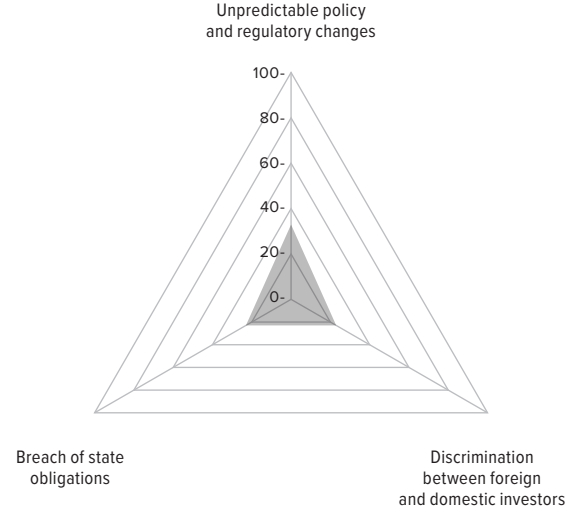 Unpredictable policy
and regulatory changes
100-
80-
60-
40-
20-
0-
Breach of state
obligations
Discrimination
between foreign
and domestic investors